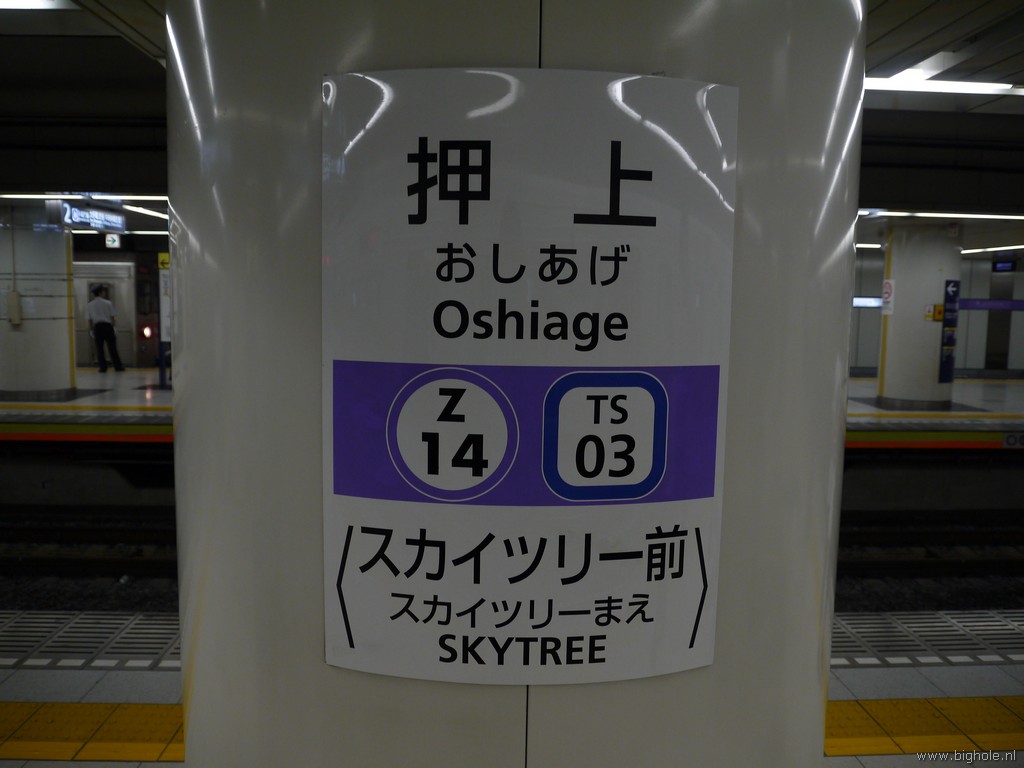 押上
おしあげ
Oshiage
Z
14
TS
03
〈スカイツリー前〉
スカイツリーまえ
SKYTREE
2
www.bighole.nl